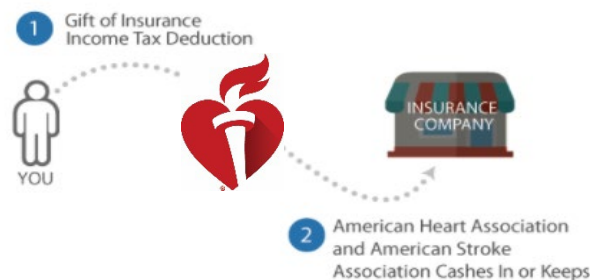 1
Gift of Insurance
Income Tax Deduction
YOU
®
INSURANCE
COMPANY
2
American Heart Association
and American Stroke
Association Cashes In or Keeps